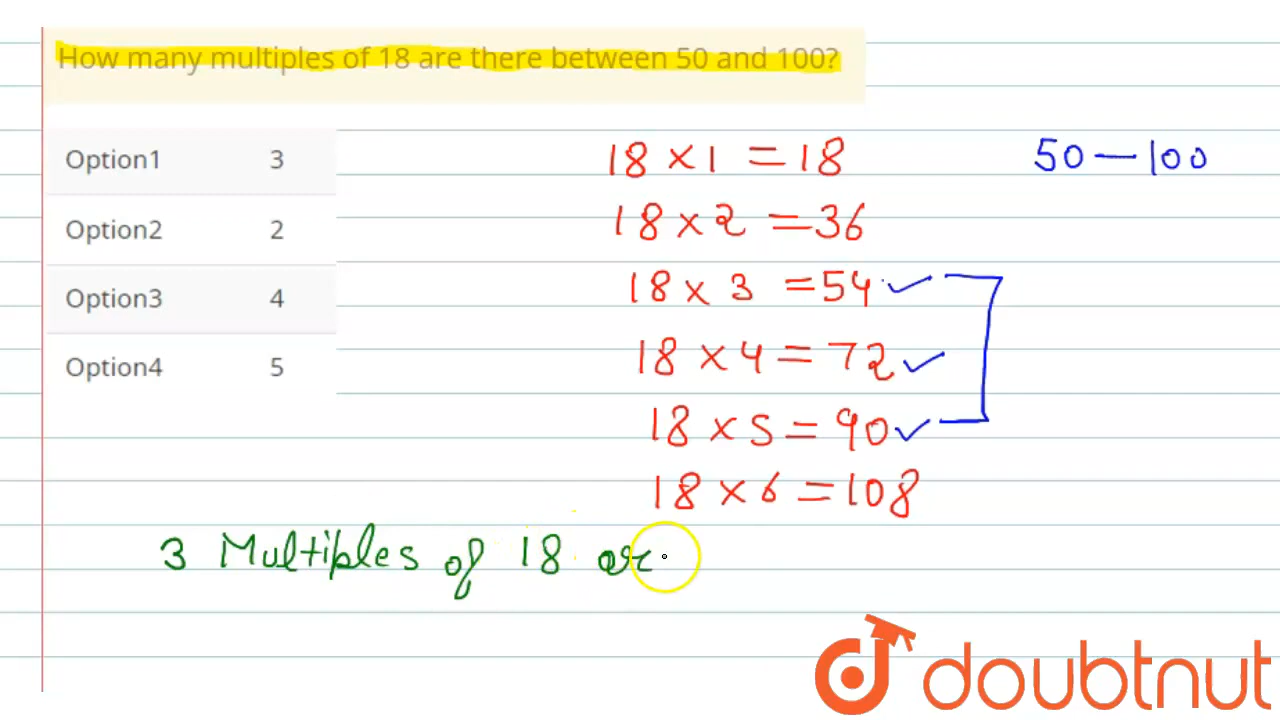 How many multiples of 18 are there between 50 and 100?
Option1 3
Option2 2
Option3 4
Option4 5
18 × 1 = 18
18 × 2 = 36
18 × 3 = 54 ✓
18 × 4 = 72 ✓
18 × 5 = 90 ✓
18 × 6 = 108
50 — 100
3 Multiples of 18 ar
doubtnut